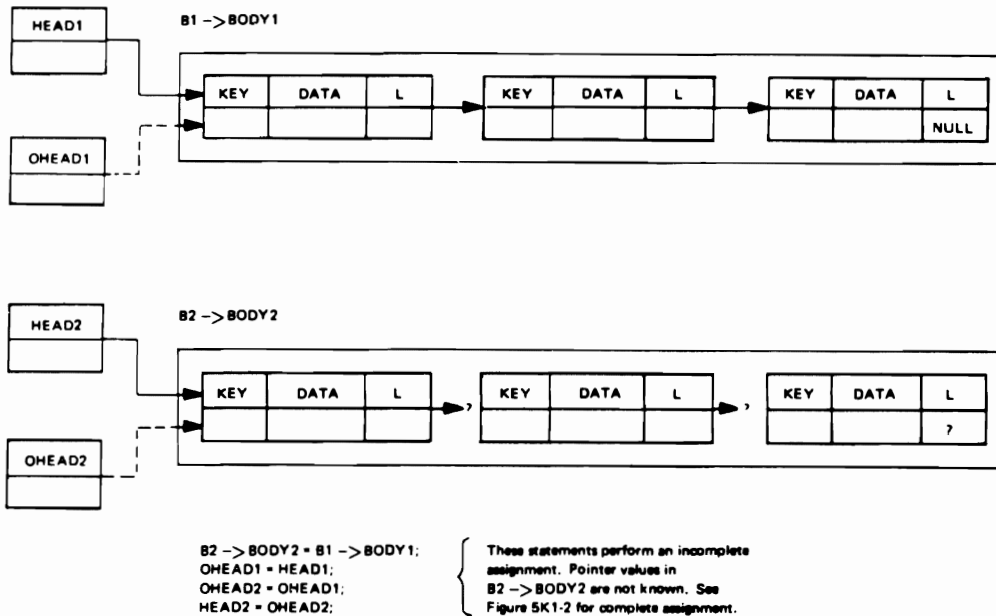 HEAD1
B1 -> BODY1
KEY DATA L KEY DATA L KEY DATA L
NULL
OHEAD1
HEAD2
B2 -> BODY2
KEY DATA L ? KEY DATA L ? KEY DATA L
?
OHEAD2
B2 -> BODY2 = B1 -> BODY1;
OHEAD1 = HEAD1;
OHEAD2 = OHEAD1;
HEAD2 = OHEAD2;
These statements perform an incomplete
assignment. Pointer values in
B2 -> BODY2 are not known. See
Figure 5K1-2 for complete assignment.